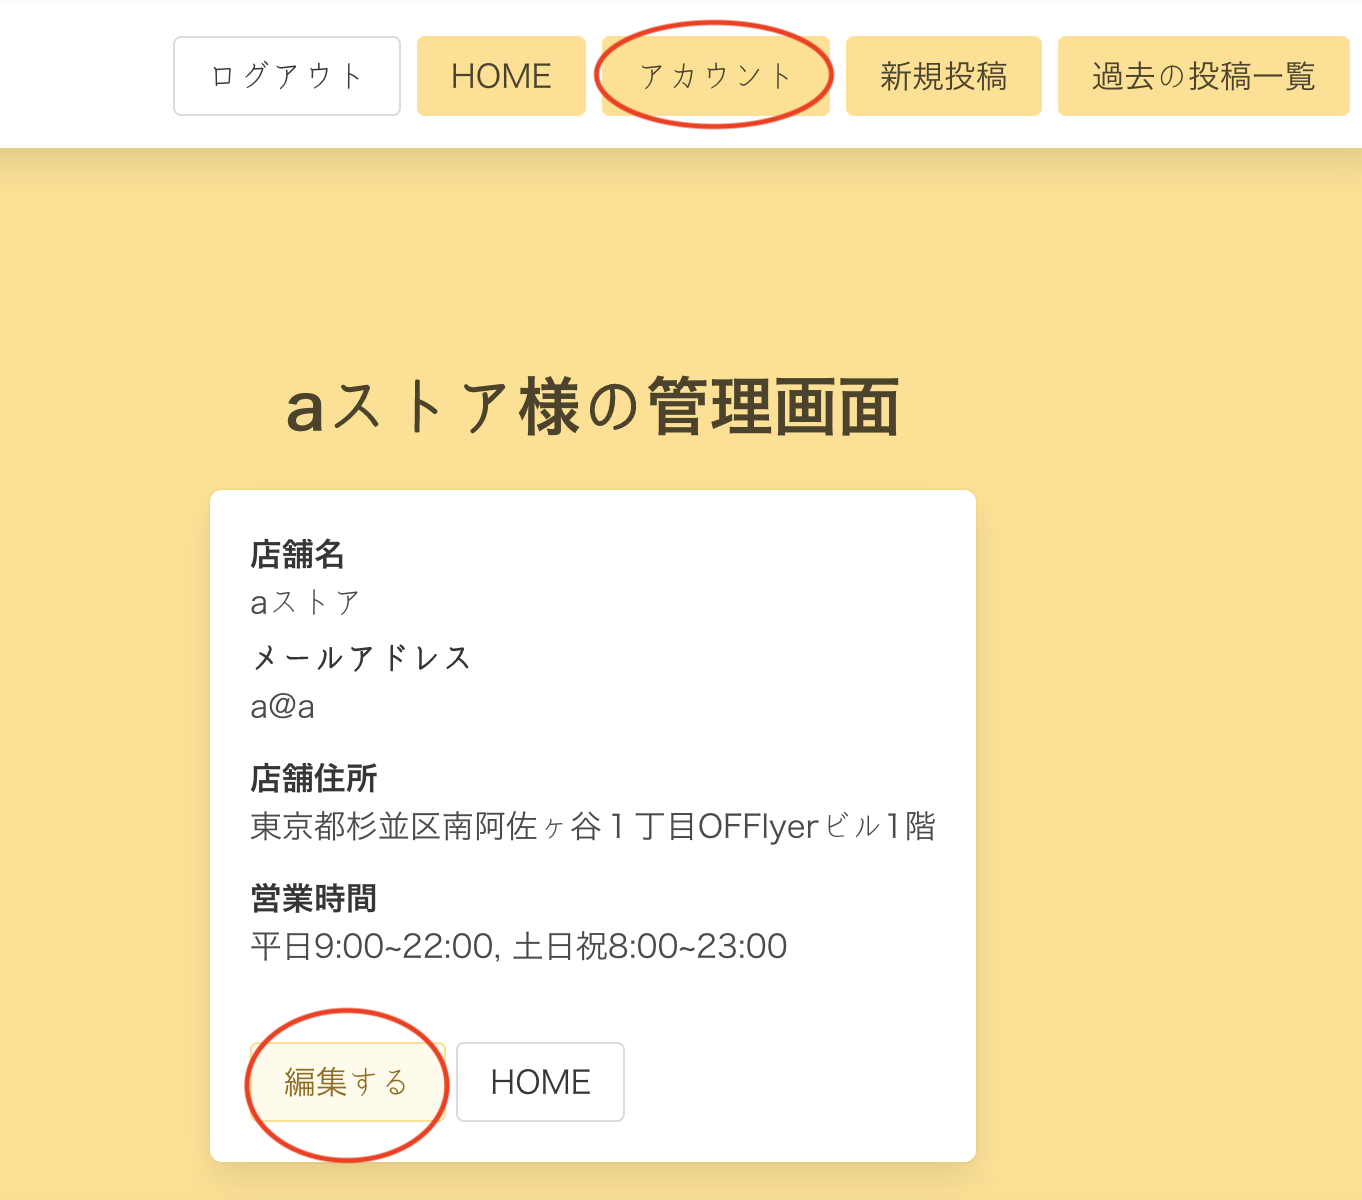 ログアウト HOME アカウント 新規投稿 過去の投稿一覧
aストア様の管理画面
店舗名
aストア
メールアドレス
a@a
店舗住所
東京都杉並区南阿佐ヶ谷１丁目OFFlyerビル1階
営業時間
平日9:00~22:00, 土日祝8:00~23:00
編集する HOME